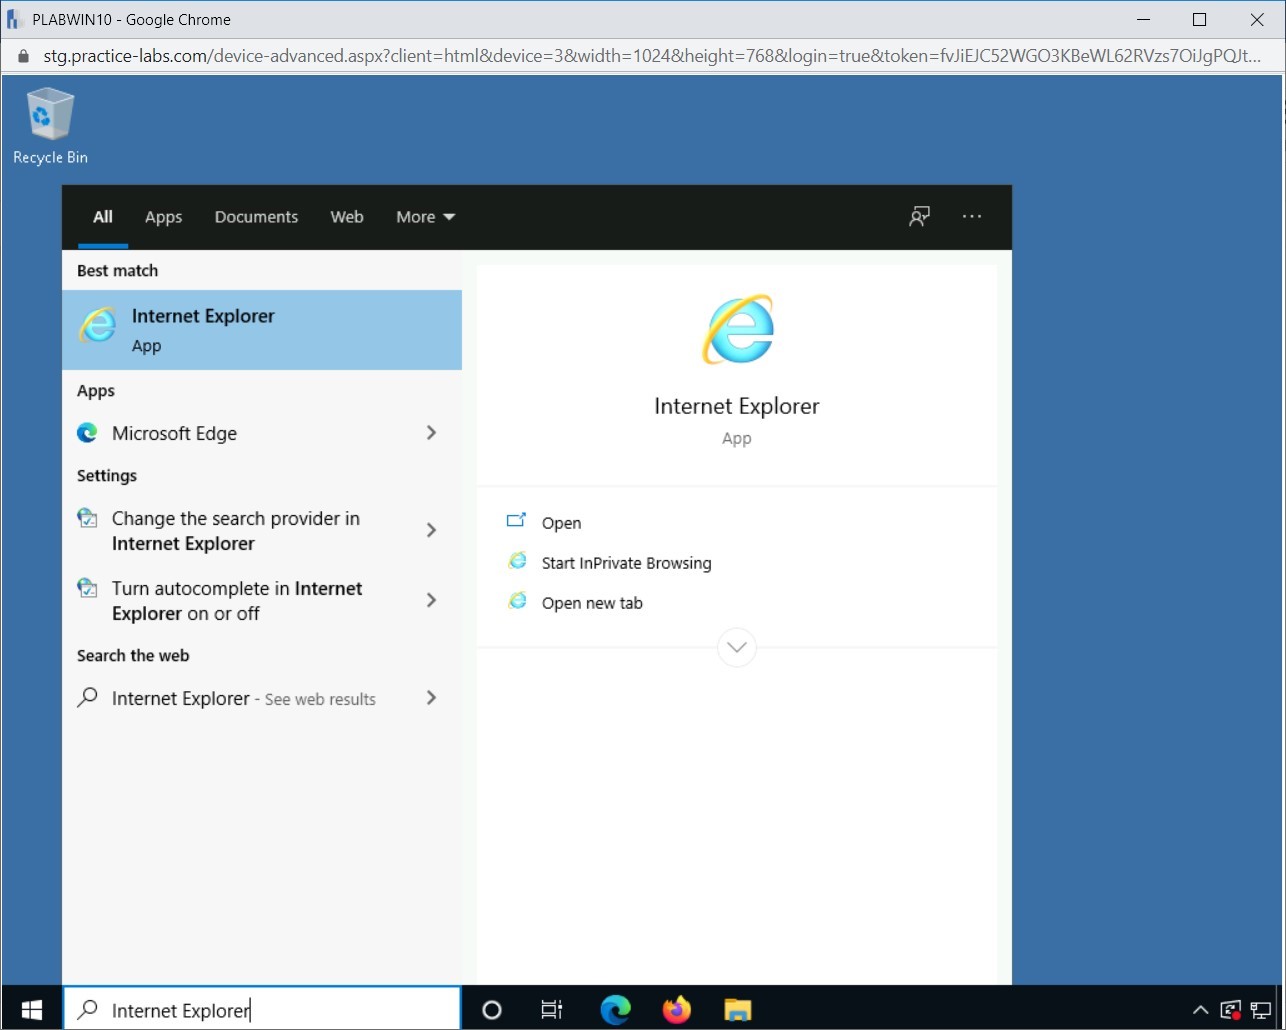 PLABWIN10 - Google Chrome
stg.practice-labs.com/device-advanced.aspx?client=html&device=3&width=1024&height=768&login=true&token=fvJiEJC52WGO3KBeWL62RVzs7OiJgPQJt...
Recycle Bin
All Apps Documents Web More
Best match
Internet Explorer
App
Apps
Microsoft Edge
Settings
Change the search provider in
Internet Explorer
Turn autocomplete in Internet
Explorer on or off
Search the web
Internet Explorer - See web results
Internet Explorer
App
Open
Start InPrivate Browsing
Open new tab
Internet Explorer